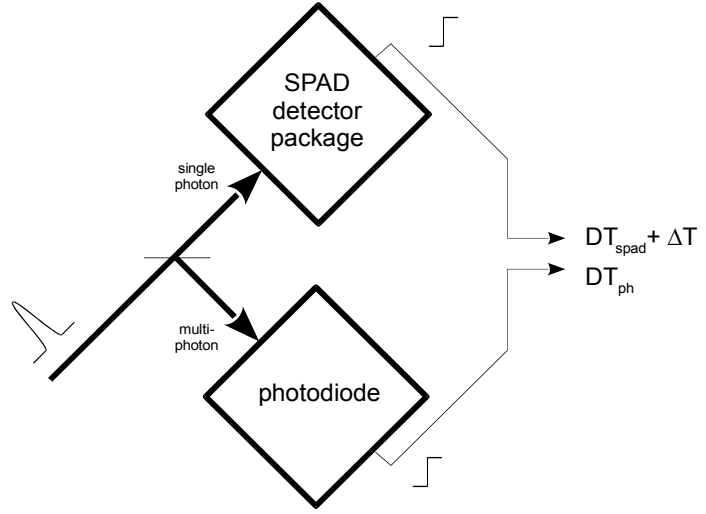 SPAD
detector
package
single
photon
DT_spad + ΔT
DT_ph
multi-
photon
photodiode